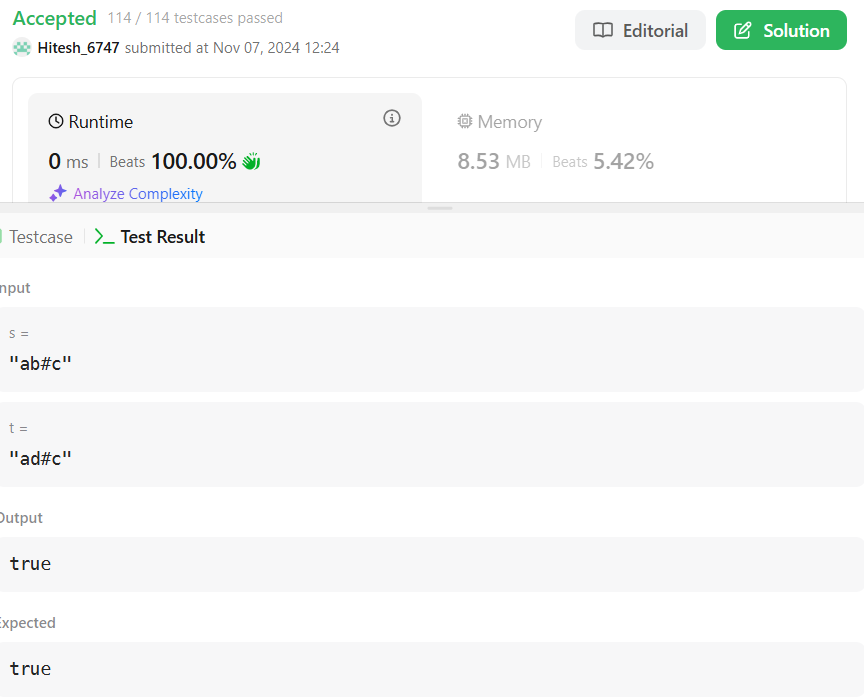 Accepted 114 / 114 testcases passed
Hitesh_6747 submitted at Nov 07, 2024 12:24
Editorial
Solution
Runtime
0 ms Beats 100.00%
Analyze Complexity
Memory
8.53 MB Beats 5.42%
Testcase
Test Result
nput
s =
"ab#c"
t =
"ad#c"
Output
true
Expected
true